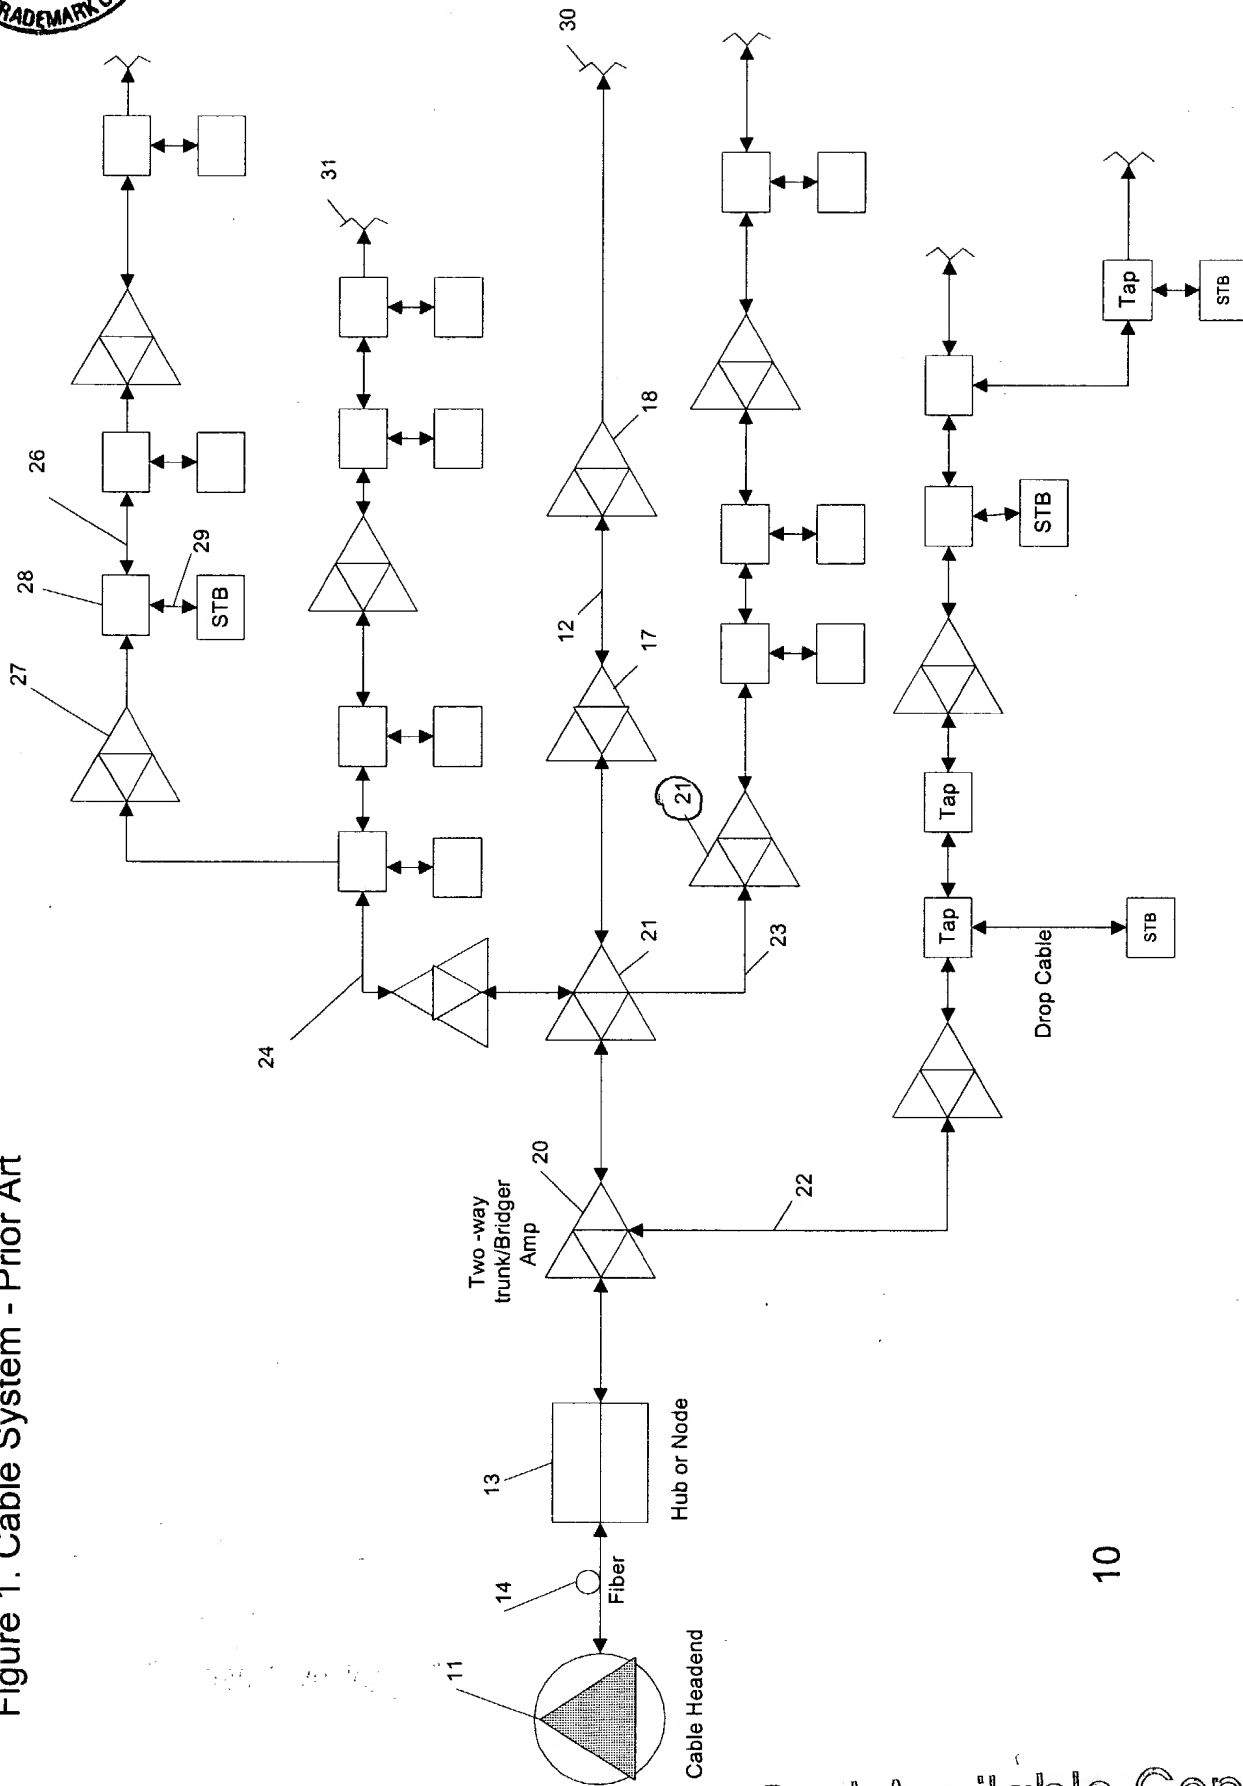 Figure 1. Cable System - Prior Art
TRADEMARK
27
28
26
29
STB
31
24
30
12
17
18
21
21
23
Two -way
trunk/Bridger
Amp
20
22
13
Hub or Node
14
Fiber
11
Cable Headend
Tap
Tap
STB
Tap
STB
STB
Drop Cable
10